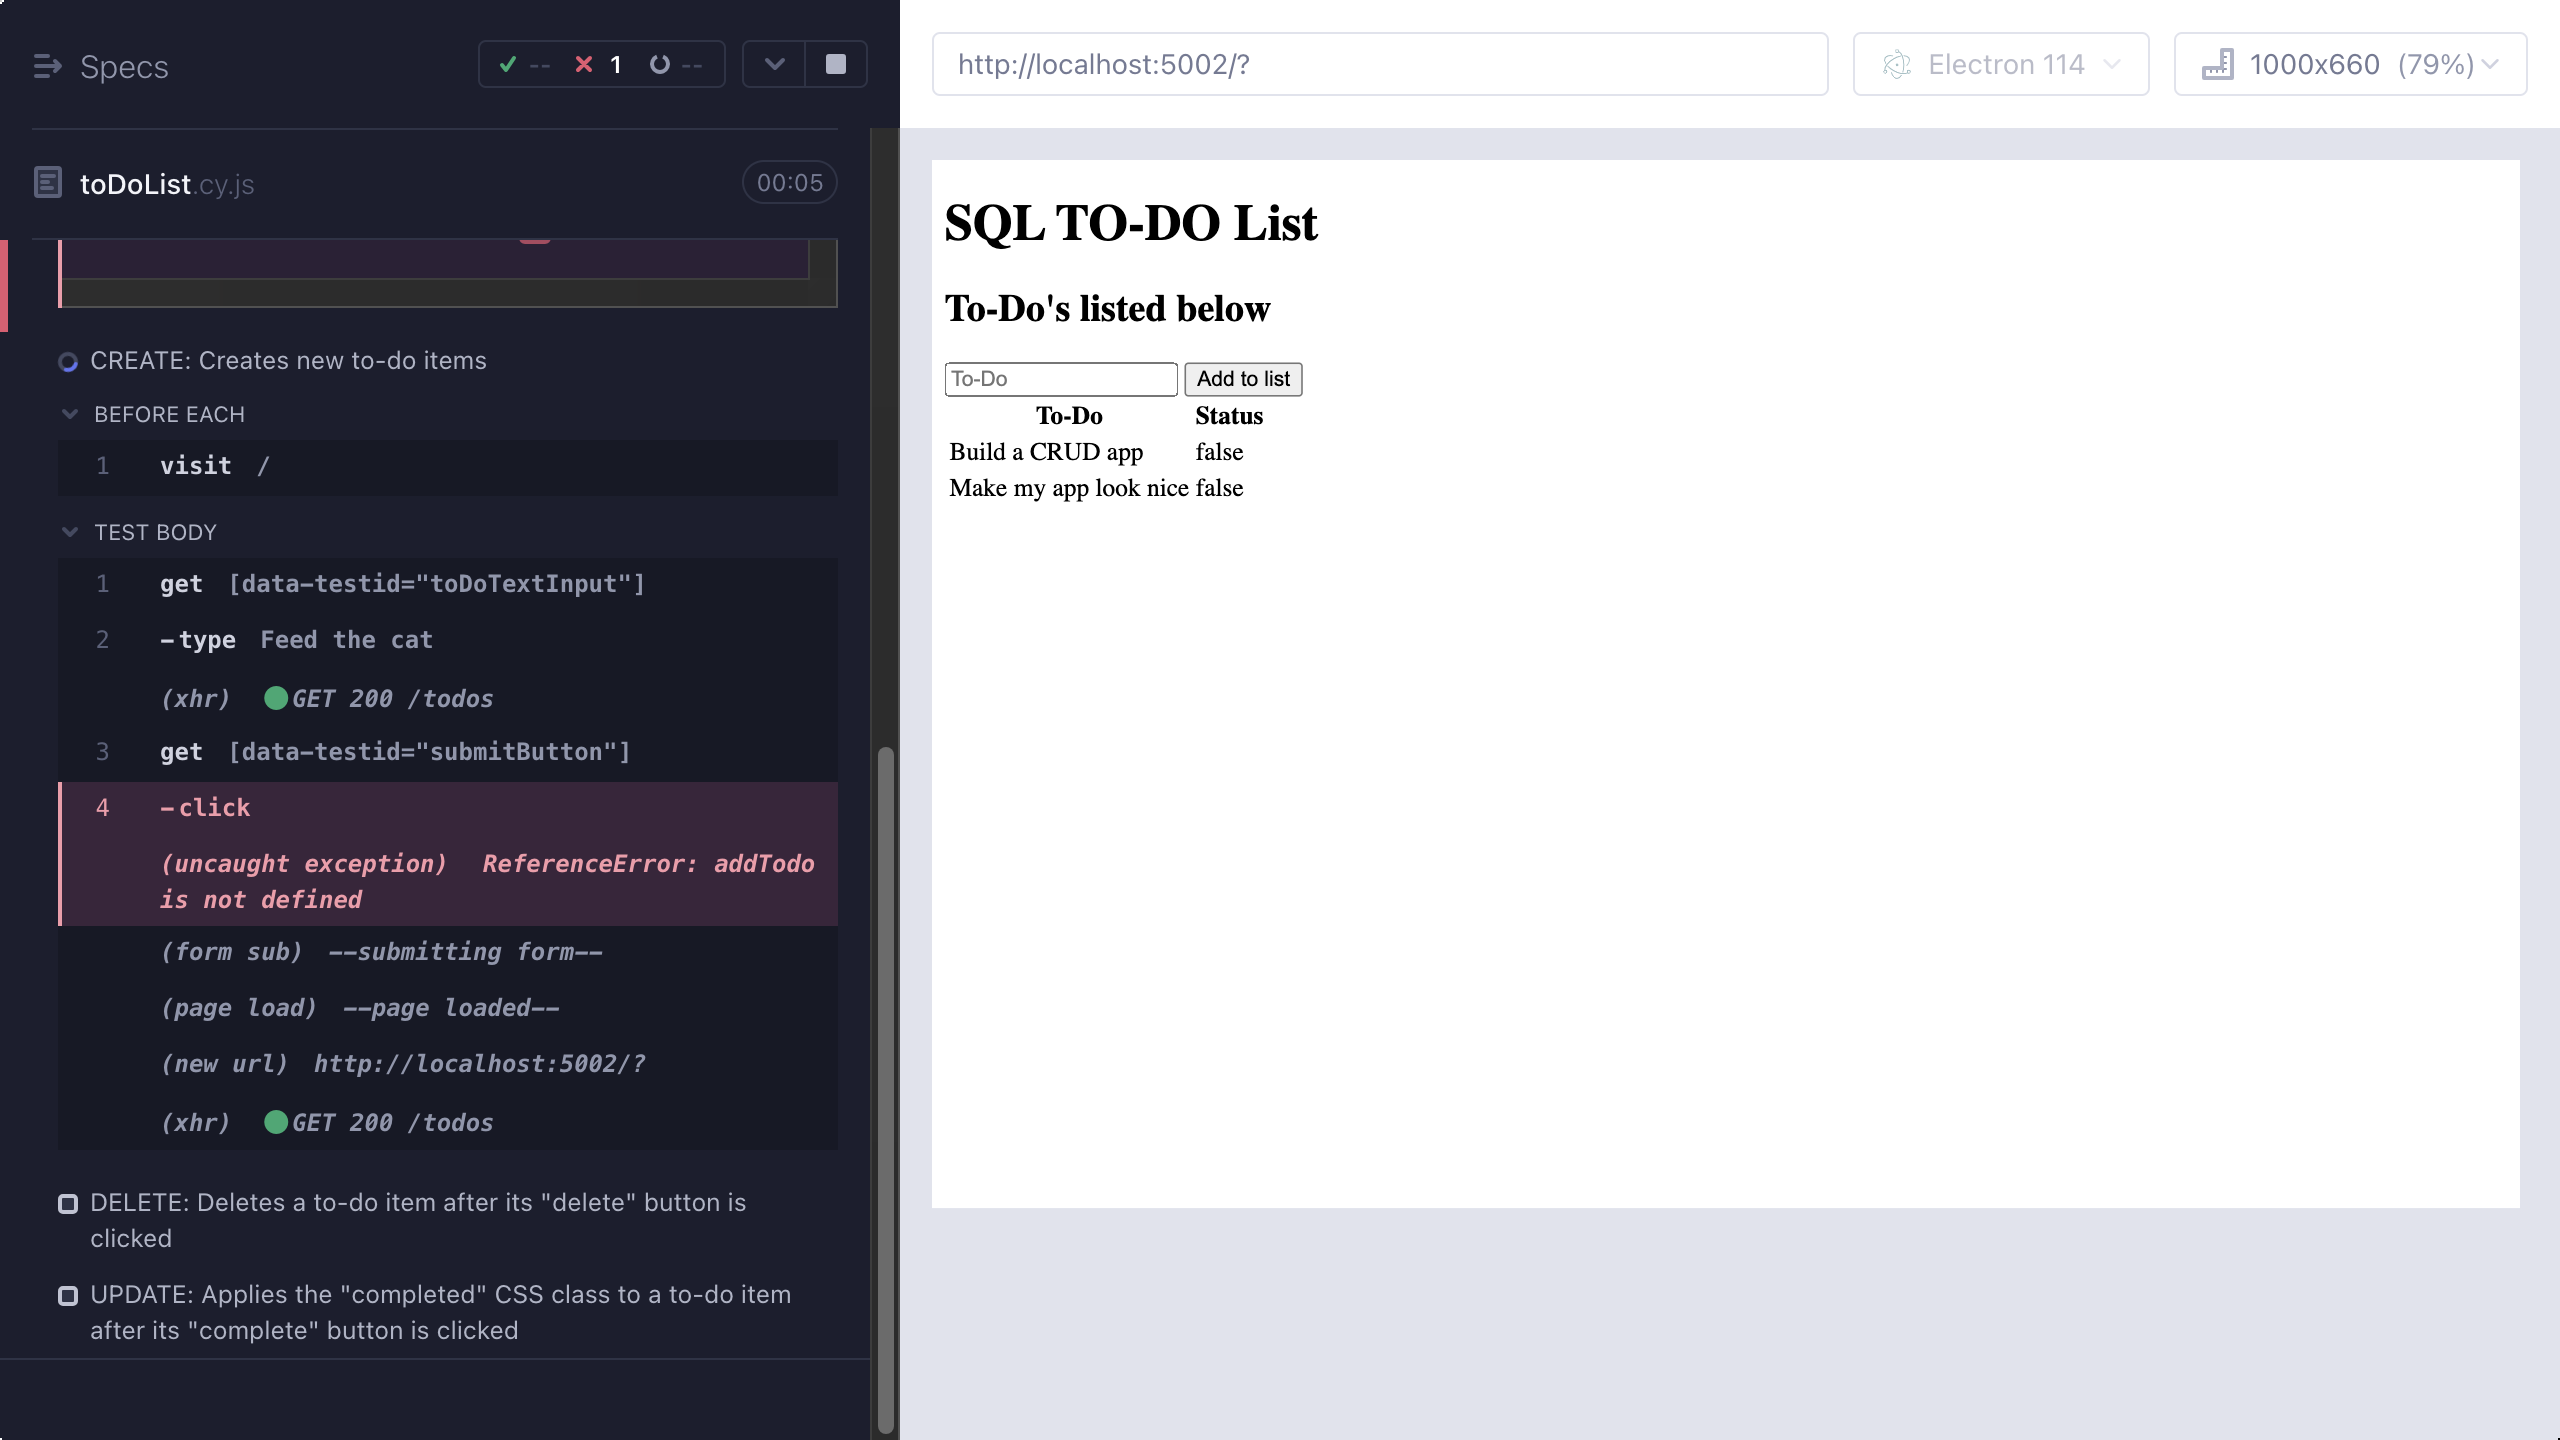 Specs
-- 1 --
toDoList.cy.js 00:05
CREATE: Creates new to-do items
BEFORE EACH
1 visit /
TEST BODY
1 get [data-testid="toDoTextInput"]
2 -type Feed the cat
(xhr) GET 200 /todos
3 get [data-testid="submitButton"]
4 -click
(uncaught exception) ReferenceError: addTodo
is not defined
(form sub) --submitting form--
(page load) --page loaded--
(new url) http://localhost:5002/?
(xhr) GET 200 /todos
DELETE: Deletes a to-do item after its "delete" button is
clicked
UPDATE: Applies the "completed" CSS class to a to-do item
after its "complete" button is clicked
http://localhost:5002/?
Electron 114
1000x660 (79%)
SQL TO-DO List
To-Do's listed below
To-Do Add to list
To-Do Status
Build a CRUD app false
Make my app look nice false